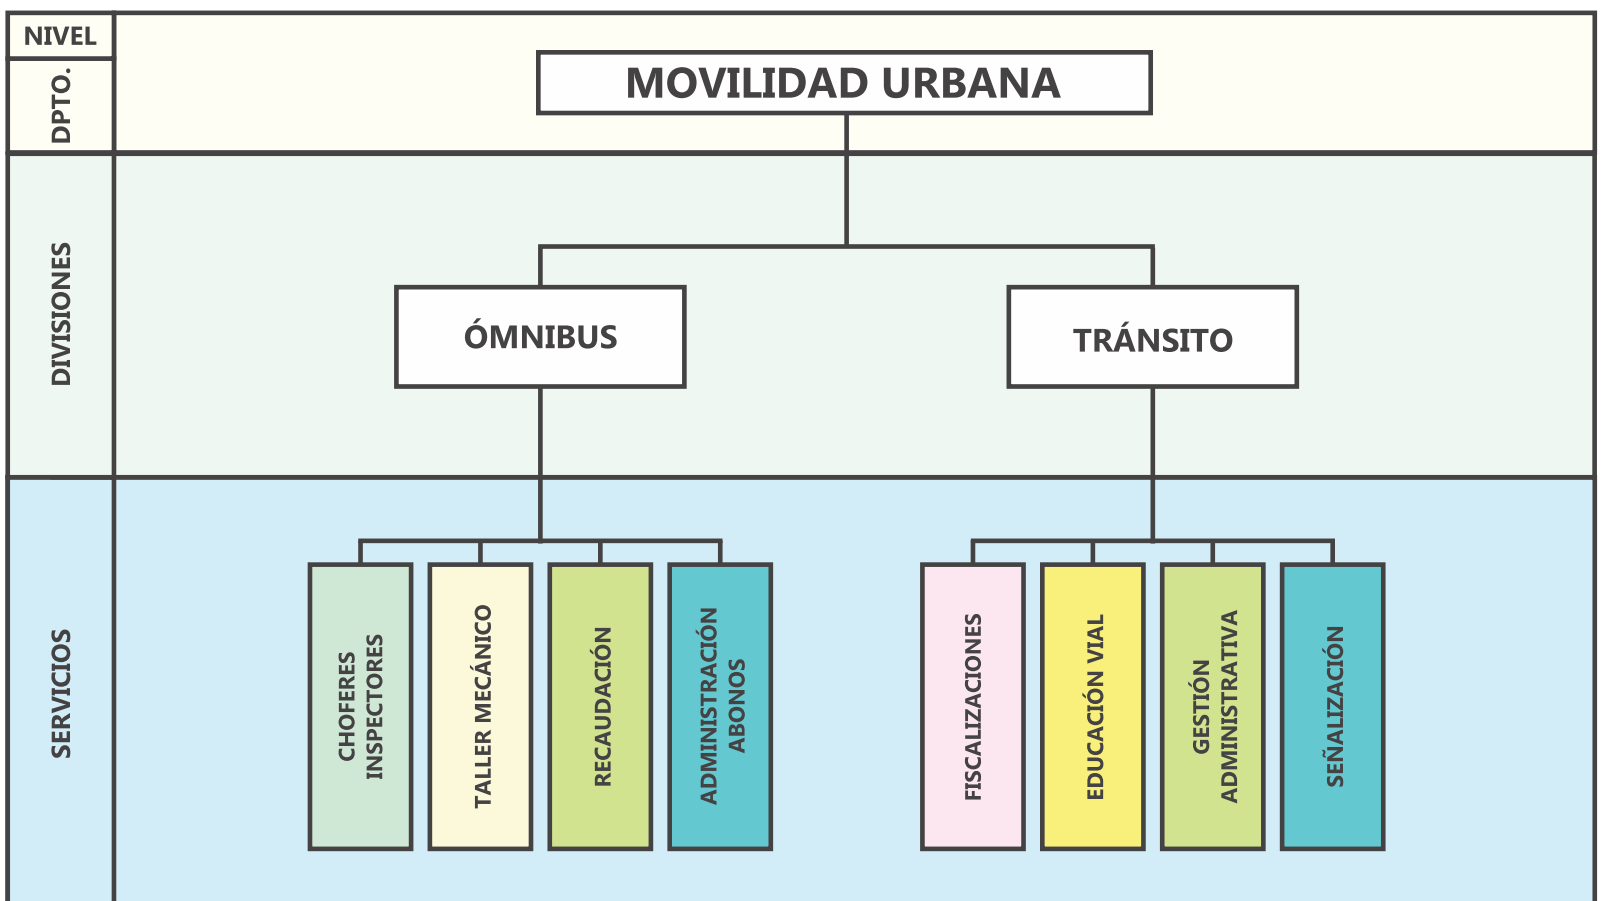 NIVEL
DPTO.
MOVILIDAD URBANA
DIVISIONES
ÓMNIBUS
TRÁNSITO
SERVICIOS
CHOFERES
INSPECTORES
TALLER MECÁNICO
RECAUDACIÓN
ADMINISTRACIÓN
ABONOS
FISCALIZACIONES
EDUCACIÓN VIAL
GESTIÓN
ADMINISTRATIVA
SEÑALIZACIÓN